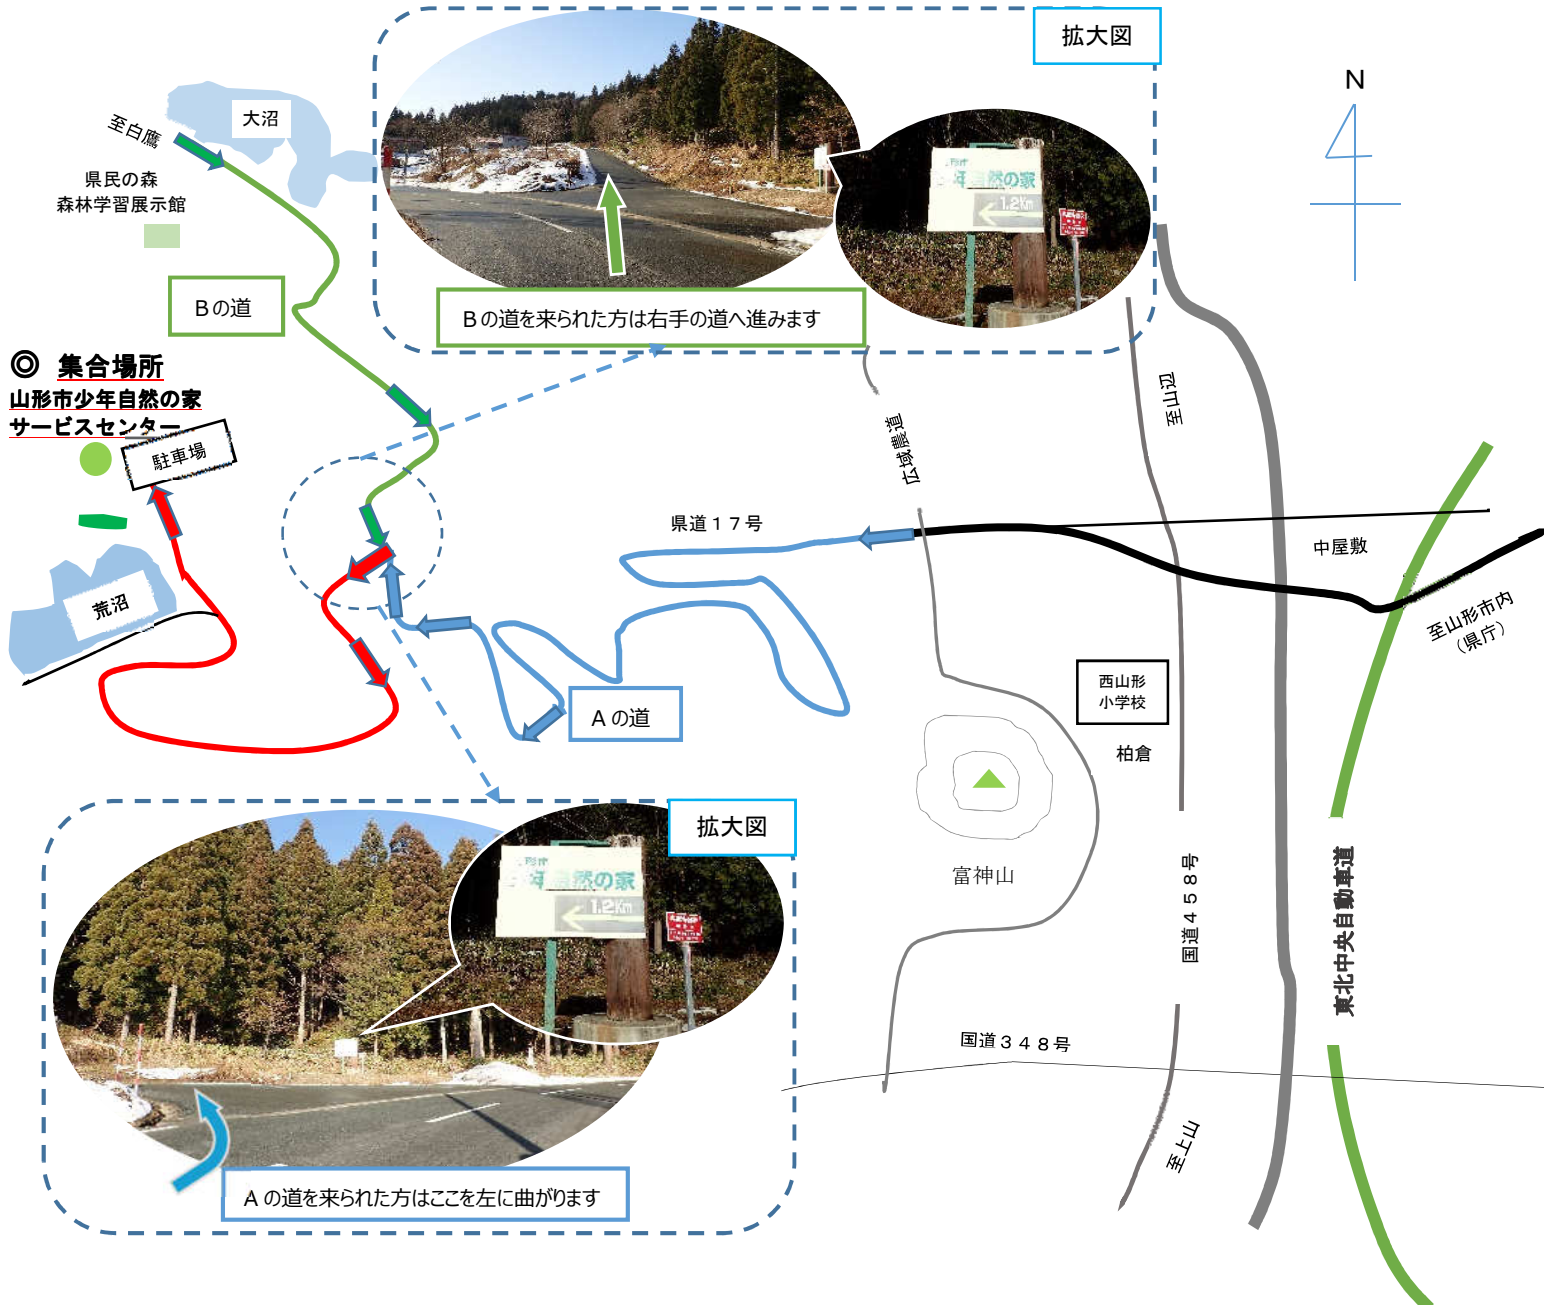 拡大図
N
大沼
至白鷹
県民の森
森林学習展示館
自然の家
1.2Km
Bの道
Bの道を来られた方は右手の道へ進みます
◎ 集合場所
山形市少年自然の家
サービスセンター
駐車場
至山辺
広域農道
県道17号
中屋敷
至山形市内
（県庁）
荒沼
西山形
小学校
Aの道
柏倉
富神山
拡大図
自然の家
1.2Km
国道458号
東北中央自動車道
国道348号
至上山
Aの道を来られた方はここを左に曲がります